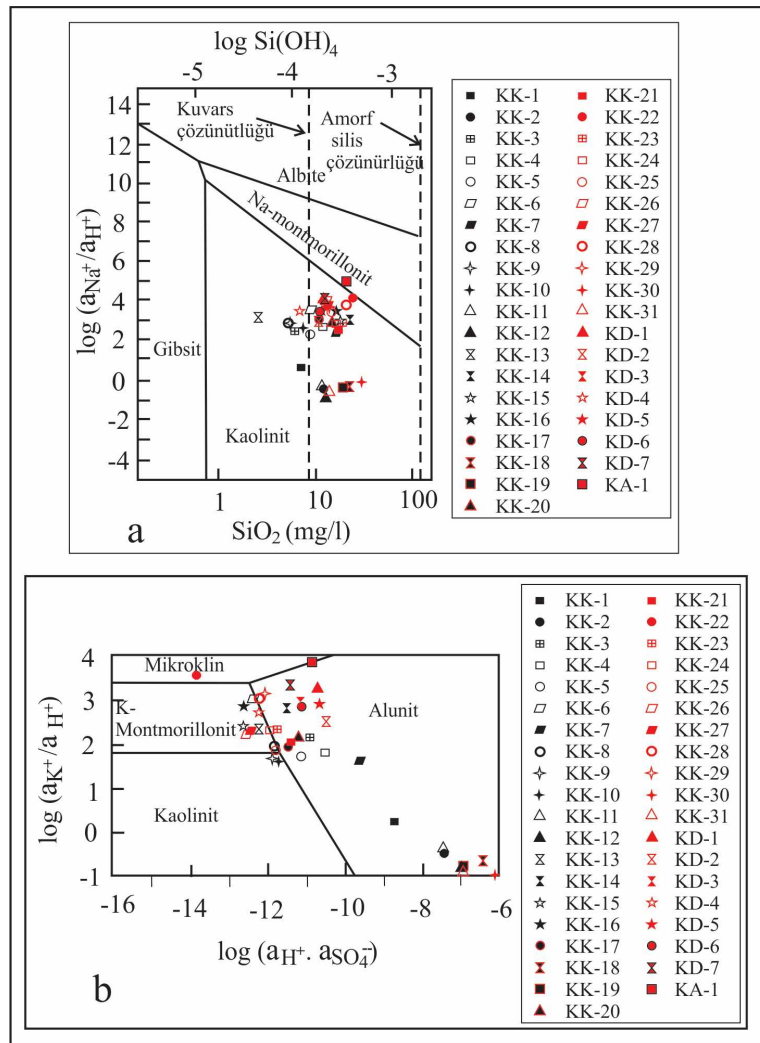 log Si(OH)4
-5 -4 -3
14
12
10
8
6
4
2
0
-2
-4
log (aNa+/aH+)
Kuvars
çözünütlüğü
Amorf
silis
çözünürlüğü
Albite
Na-montmorillonit
Gibsit
Kaolinit
1 10 100
SiO2 (mg/l)
a
KK-1 KK-21
KK-2 KK-22
KK-3 KK-23
KK-4 KK-24
KK-5 KK-25
KK-6 KK-26
KK-7 KK-27
KK-8 KK-28
KK-9 KK-29
KK-10 KK-30
KK-11 KK-31
KK-12 KD-1
KK-13 KD-2
KK-14 KD-3
KK-15 KD-4
KK-16 KD-5
KK-17 KD-6
KK-18 KD-7
KK-19 KA-1
KK-20
4
3
2
1
0
-1
log (aK+/a H+)
Mikroklin
K-
Montmorillonit
Alunit
Kaolinit
-16 -14 -12 -10 -8 -6
log (aH+. aSO4--)
b
KK-1 KK-21
KK-2 KK-22
KK-3 KK-23
KK-4 KK-24
KK-5 KK-25
KK-6 KK-26
KK-7 KK-27
KK-8 KK-28
KK-9 KK-29
KK-10 KK-30
KK-11 KK-31
KK-12 KD-1
KK-13 KD-2
KK-14 KD-3
KK-15 KD-4
KK-16 KD-5
KK-17 KD-6
KK-18 KD-7
KK-19 KA-1
KK-20